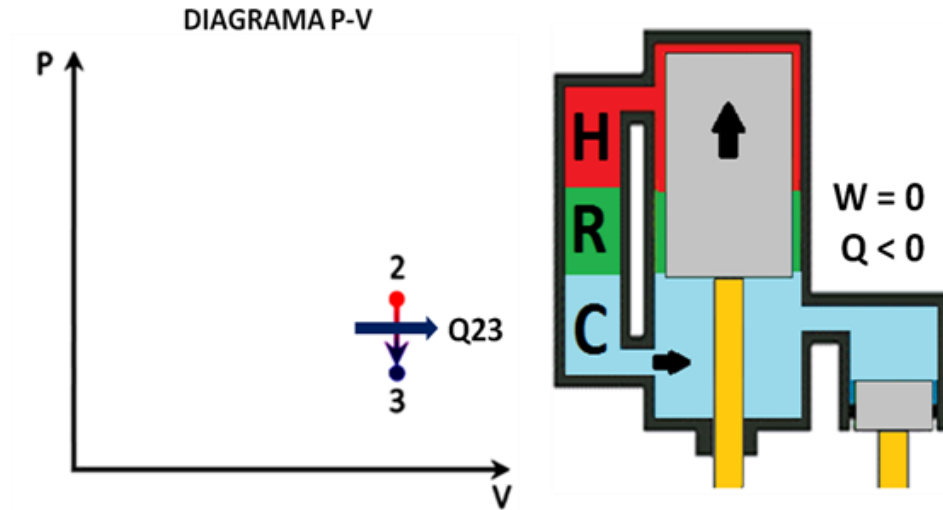 DIAGRAMA P-V
P
2
Q23
3
V
H
R
C
W = 0
Q < 0